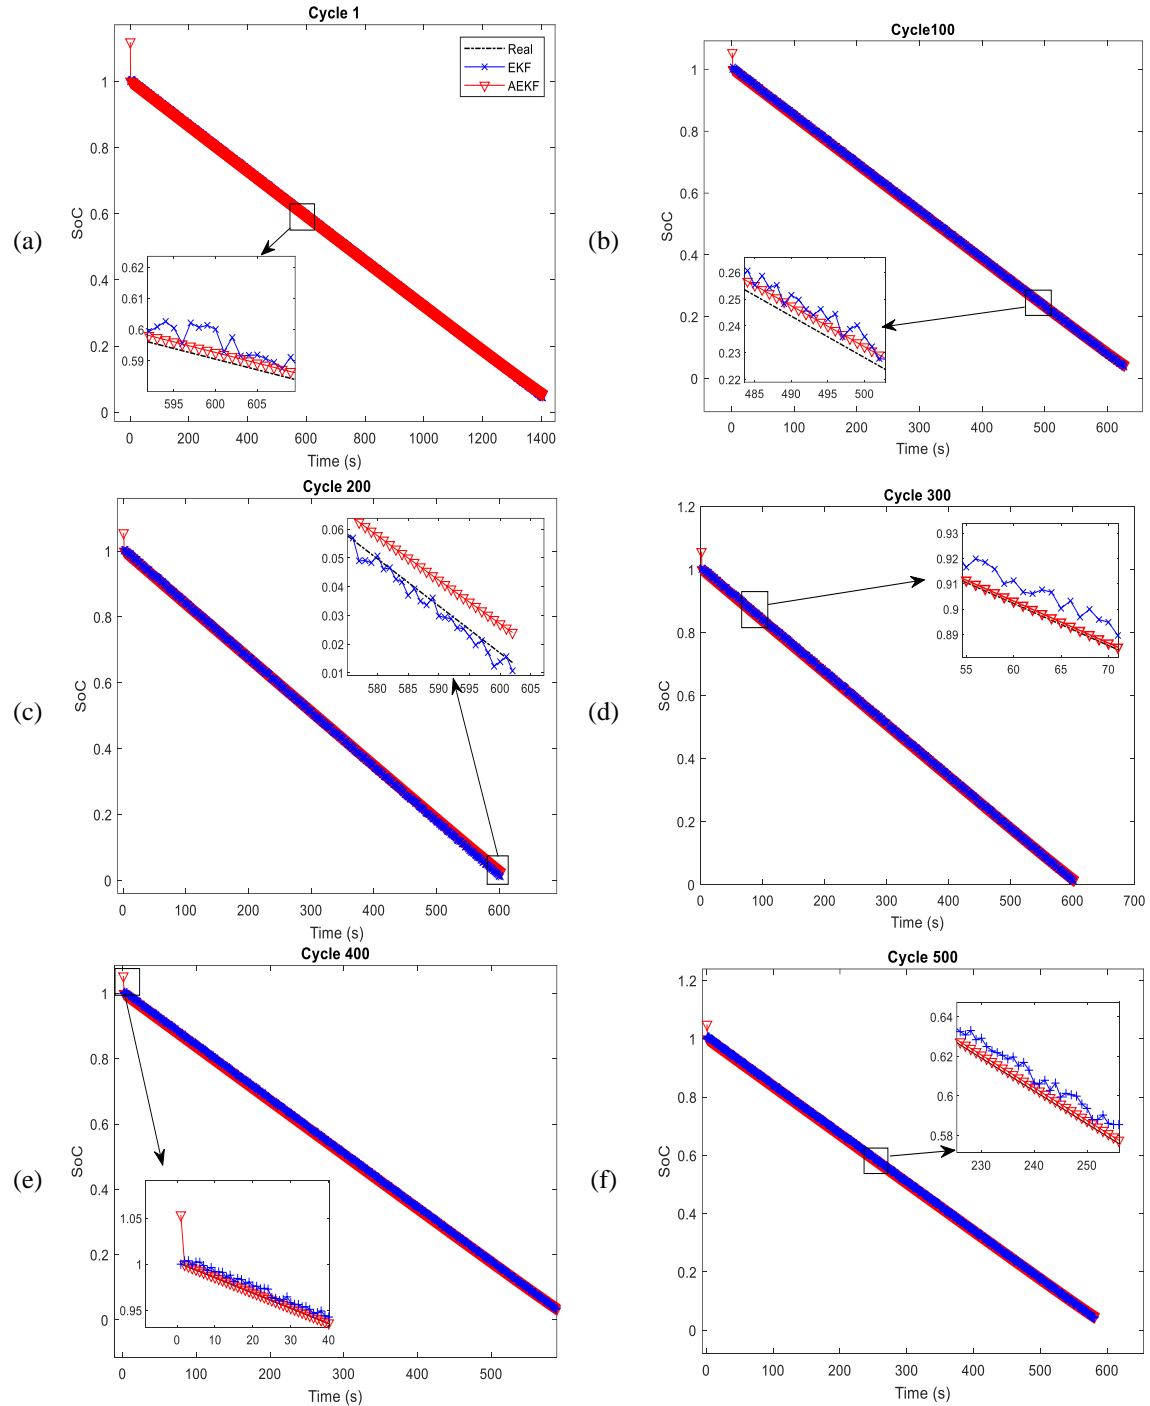 Cycle 1
Real
EKF
AEKF
1
0.8
0.6
0.4
0.2
0
SoC
(a)
0.62
0.61
0.6
0.59
595 600 605
0 200 400 600 800 1000 1200 1400
Time (s)
Cycle100
1
0.8
0.6
0.4
0.2
0
SoC
(b)
0.26
0.25
0.24
0.23
0.22
485 490 495 500
0 100 200 300 400 500 600
Time (s)
Cycle 200
1
0.8
0.6
0.4
0.2
0
SoC
(c)
0.06
0.05
0.04
0.03
0.02
0.01
580 585 590 595 600 605
0 100 200 300 400 500 600
Time (s)
Cycle 300
1.2
1
0.8
0.6
0.4
0.2
0
SoC
(d)
0.93
0.92
0.91
0.9
0.89
55 60 65 70
0 100 200 300 400 500 600 700
Time (s)
Cycle 400
1
0.8
0.6
0.4
0.2
0
SoC
(e)
1.05
1
0.95
0 10 20 30 40
0 100 200 300 400 500
Time (s)
Cycle 500
1.2
1
0.8
0.6
0.4
0.2
0
SoC
(f)
0.64
0.62
0.6
0.58
230 240 250
0 100 200 300 400 500 600
Time (s)